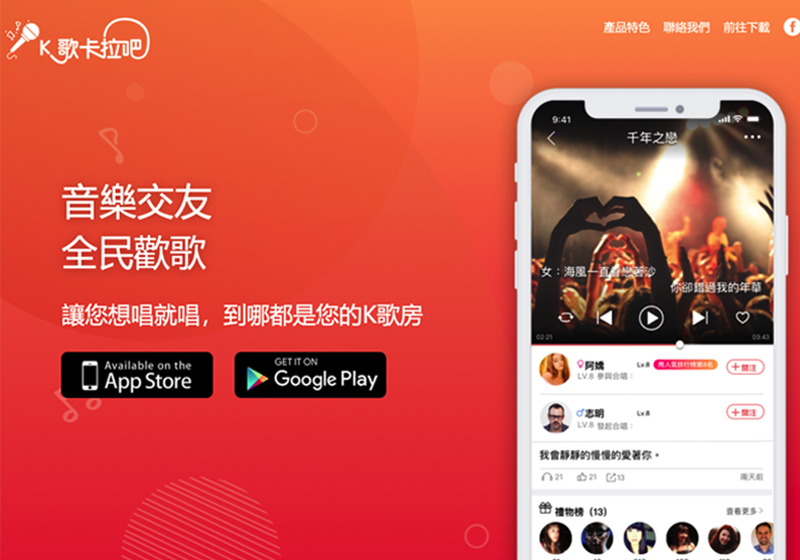 K歌卡拉吧
產品特色 聯絡我們 前往下載
音樂交友
全民歡歌
讓您想唱就唱，到哪都是您的K歌房
Available on the
App Store
GET IT ON
Google Play
9:41
千年之戀
女：海風一直眷戀著沙
你卻錯過我的年華
02:21
03:43
阿嬌
Lv.8
LV.8 參與合唱：
+關注
志明
Lv.8
LV.8 發起合唱：
+關注
我會靜靜的慢慢的愛著你。
21 21 13
兩天前
禮物榜（13）
查看更多